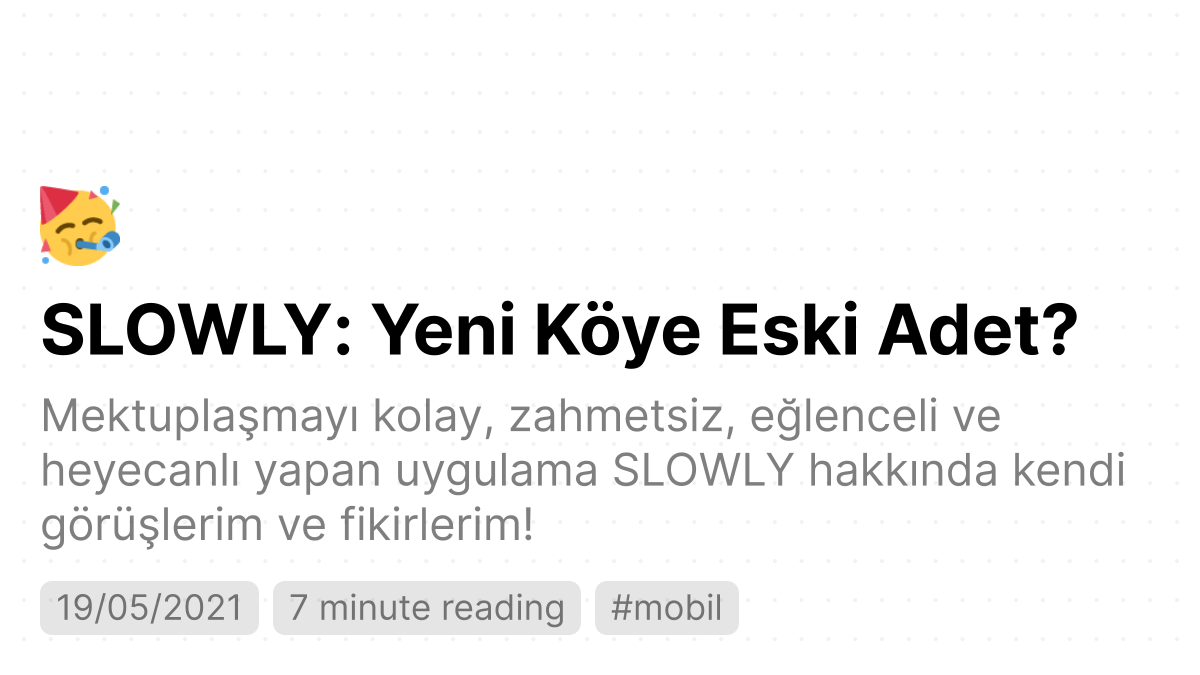 SLOWLY: Yeni Köye Eski Adet?
Mektuplaşmayı kolay, zahmetsiz, eğlenceli ve
heyecanlı yapan uygulama SLOWLY hakkında kendi
görüşlerim ve fikirlerim!
19/05/2021 7 minute reading #mobil